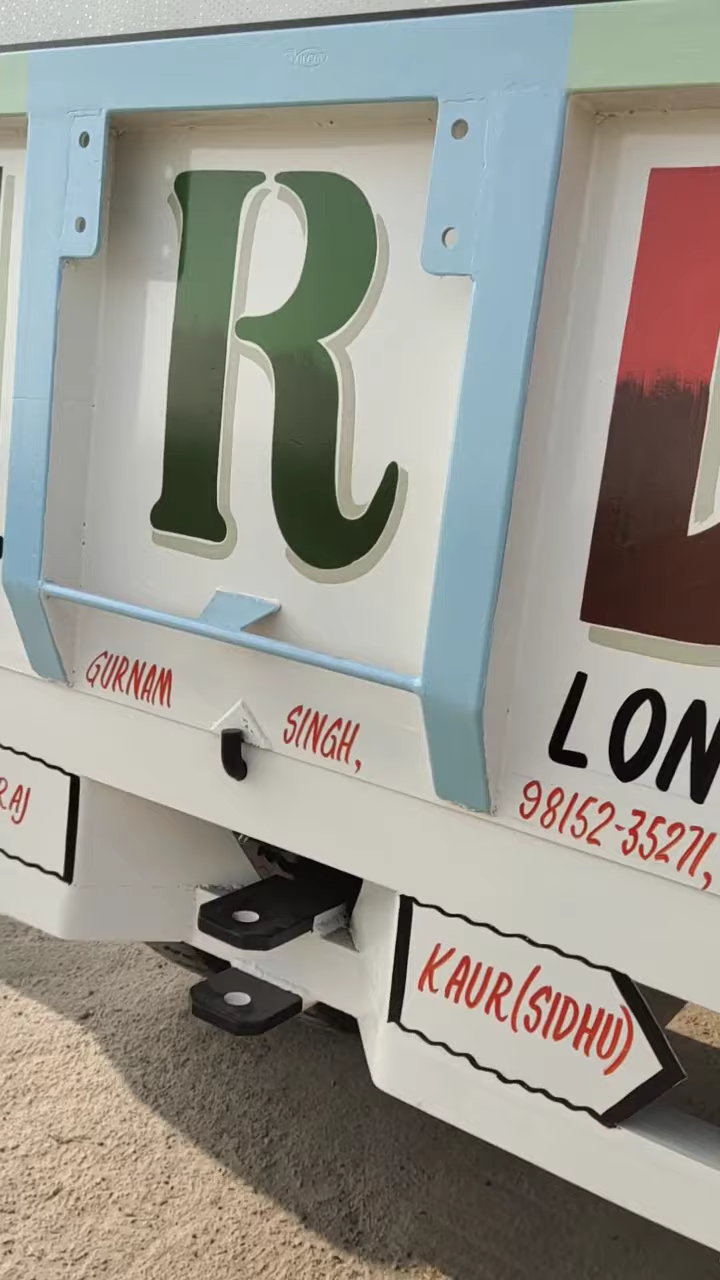 R
GURNAM SINGH,
LON
98152-35271,
RAJ
KAUR(SIDHU)